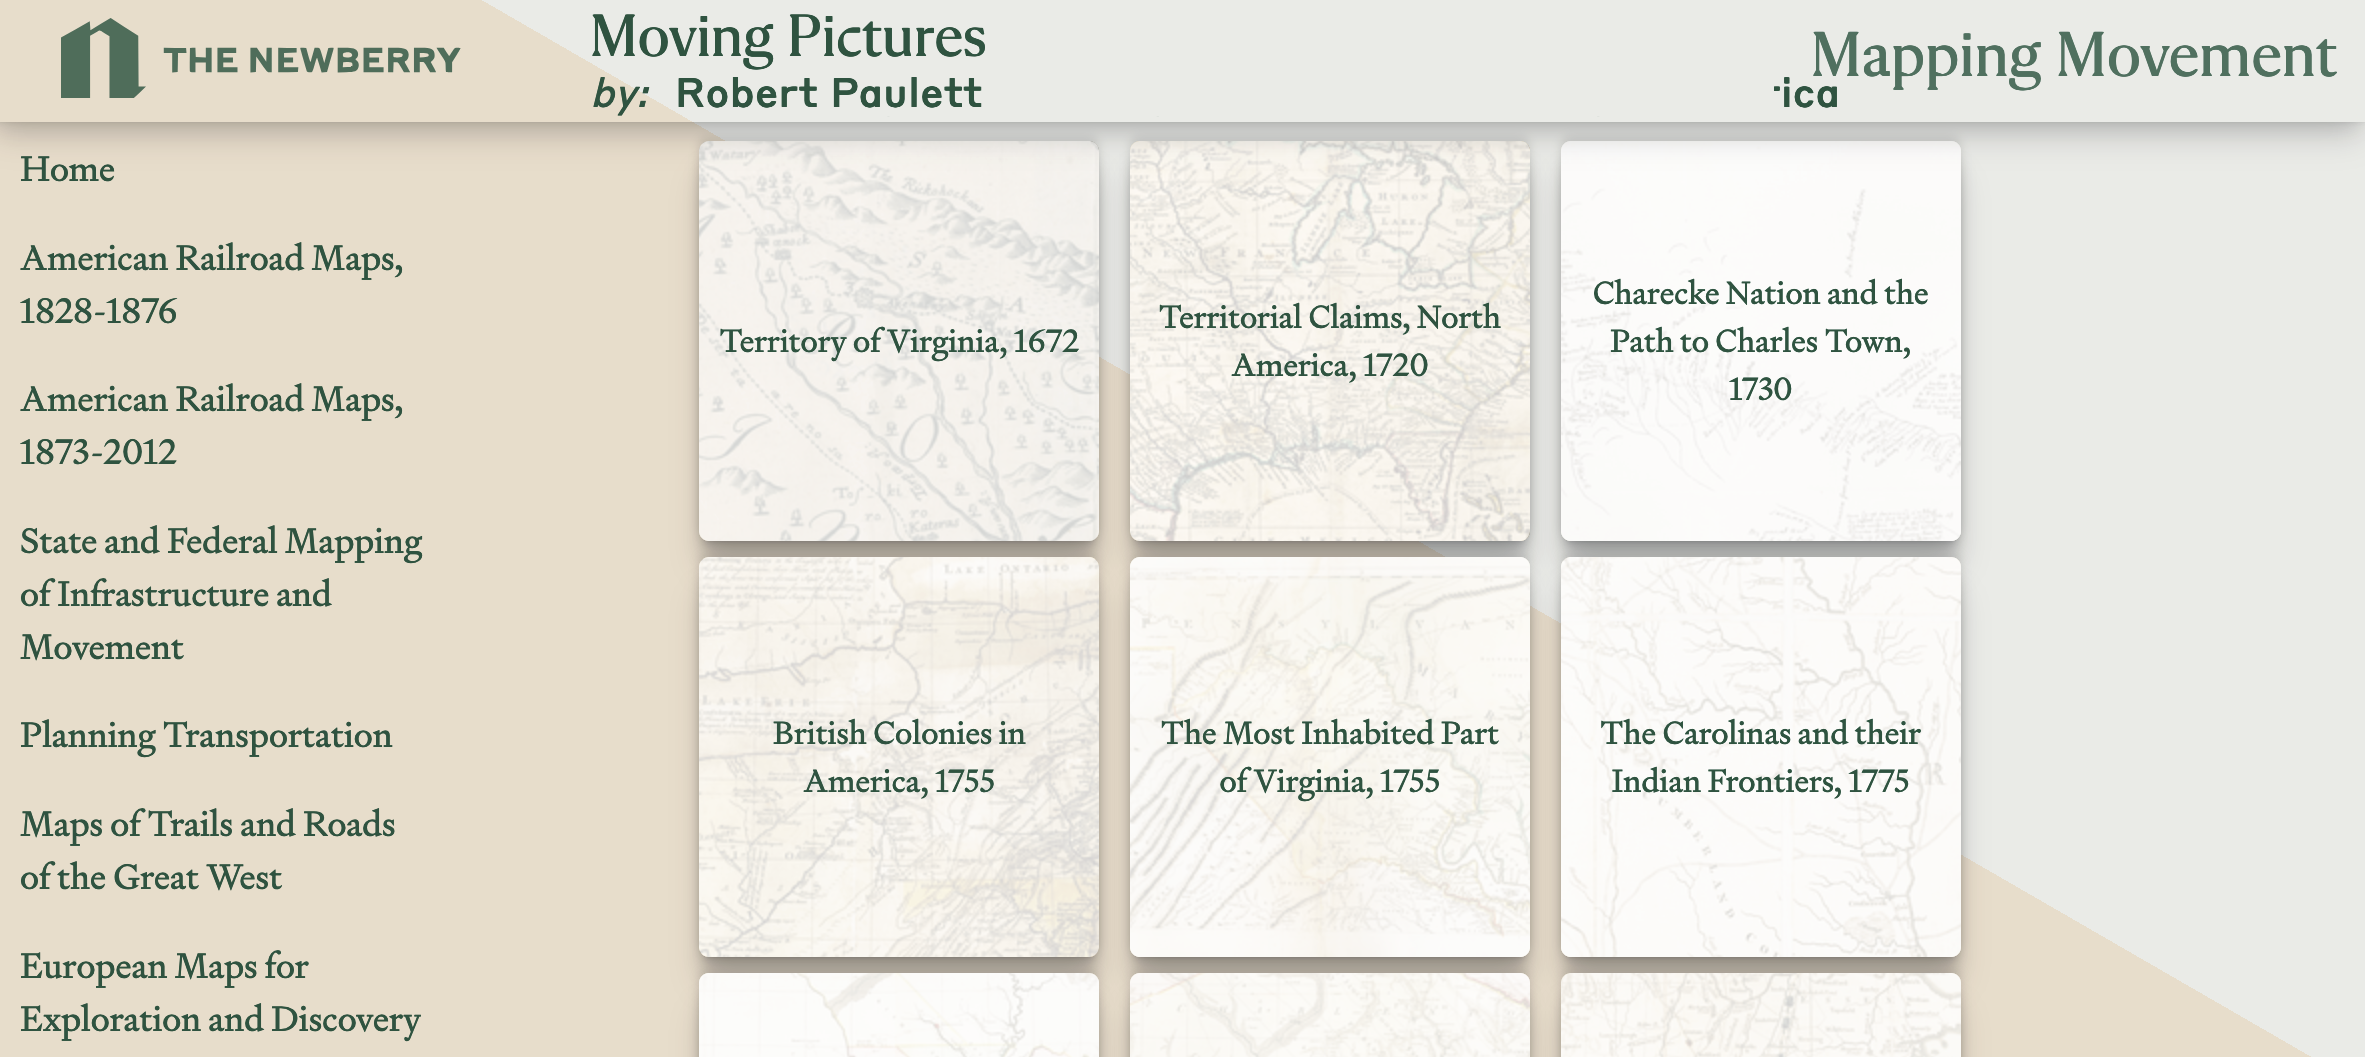 THE NEWBERRY
Moving Pictures
by: Robert Paulett
Mapping Movement
ica
Home
American Railroad Maps,
1828-1876
American Railroad Maps,
1873-2012
State and Federal Mapping
of Infrastructure and
Movement
Planning Transportation
Maps of Trails and Roads
of the Great West
European Maps for
Exploration and Discovery
Territory of Virginia, 1672
Territorial Claims, North
America, 1720
Charecke Nation and the
Path to Charles Town,
1730
LAKE ONTARIO
British Colonies in
America, 1755
The Most Inhabited Part
of Virginia, 1755
The Carolinas and their
Indian Frontiers, 1775